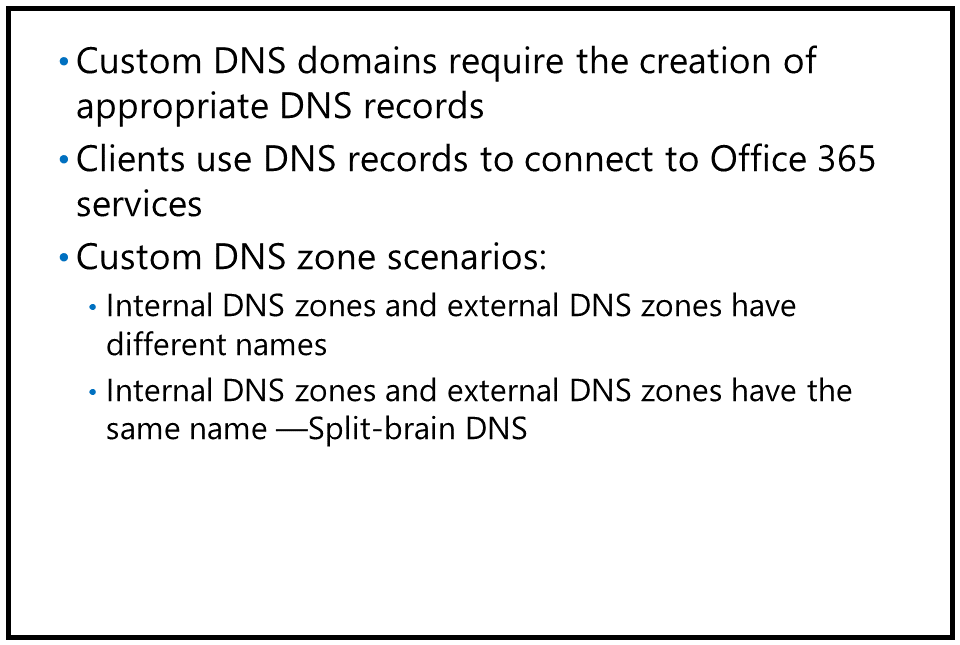 • Custom DNS domains require the creation of
appropriate DNS records
• Clients use DNS records to connect to Office 365
services
• Custom DNS zone scenarios:
• Internal DNS zones and external DNS zones have
different names
• Internal DNS zones and external DNS zones have the
same name —Split-brain DNS